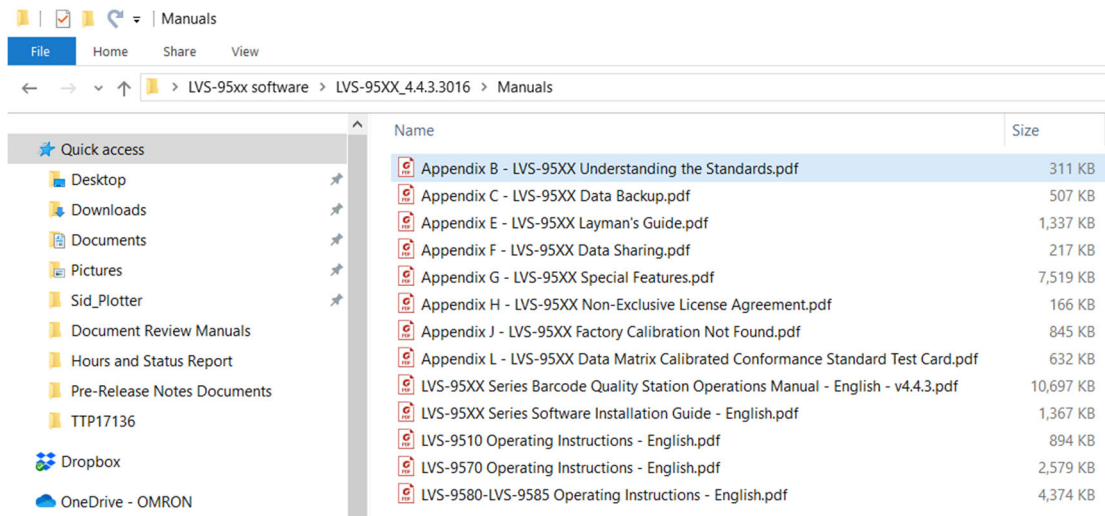 Manuals
File Home Share View
LVS-95xx software > LVS-95XX_4.4.3.3016 > Manuals
Name Size
Quick access
Desktop
Downloads
Documents
Pictures
Sid_Plotter
Document Review Manuals
Hours and Status Report
Pre-Release Notes Documents
TTP17136
Dropbox
OneDrive - OMRON
Appendix B - LVS-95XX Understanding the Standards.pdf 311 KB
Appendix C - LVS-95XX Data Backup.pdf 507 KB
Appendix E - LVS-95XX Layman's Guide.pdf 1,337 KB
Appendix F - LVS-95XX Data Sharing.pdf 217 KB
Appendix G - LVS-95XX Special Features.pdf 7,519 KB
Appendix H - LVS-95XX Non-Exclusive License Agreement.pdf 166 KB
Appendix J - LVS-95XX Factory Calibration Not Found.pdf 845 KB
Appendix L - LVS-95XX Data Matrix Calibrated Conformance Standard Test Card.pdf 632 KB
LVS-95XX Series Barcode Quality Station Operations Manual - English - v4.4.3.pdf 10,697 KB
LVS-95XX Series Software Installation Guide - English.pdf 1,367 KB
LVS-9510 Operating Instructions - English.pdf 894 KB
LVS-9570 Operating Instructions - English.pdf 2,579 KB
LVS-9580-LVS-9585 Operating Instructions - English.pdf 4,374 KB